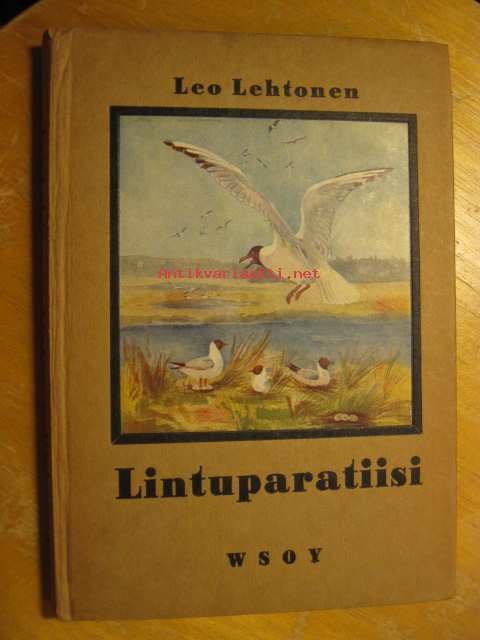 Leo Lehtonen
Antikvariaatti.net
Lintuparatiisi
WSOY